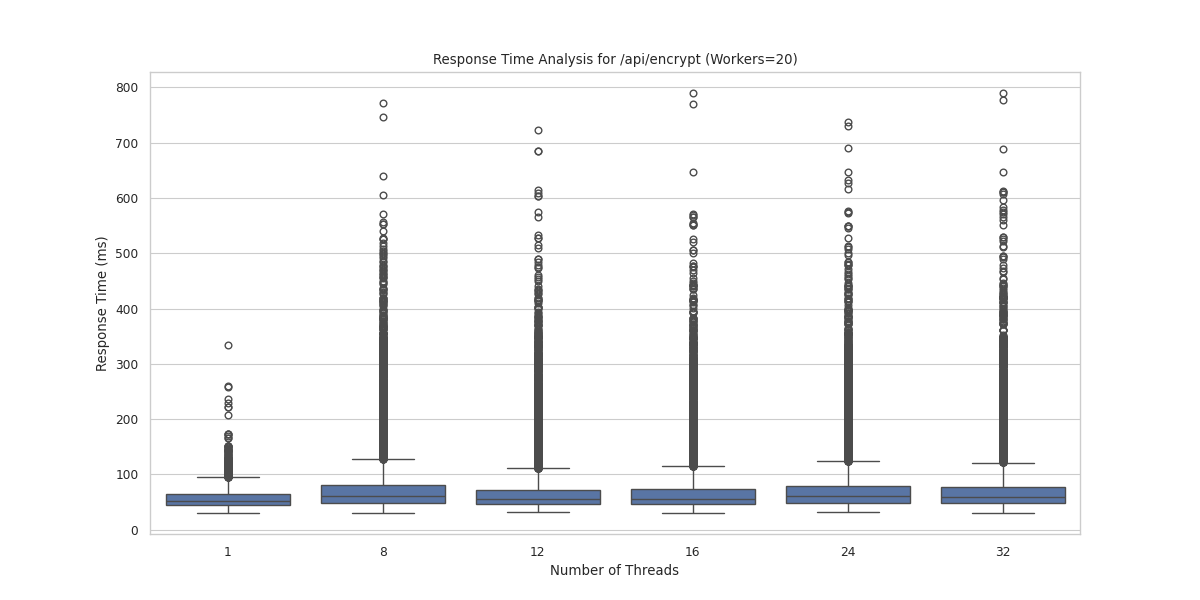 Response Time Analysis for /api/encrypt (Workers=20)
800
700
600
500
400
300
200
100
0
Response Time (ms)
1 8 12 16 24 32
Number of Threads